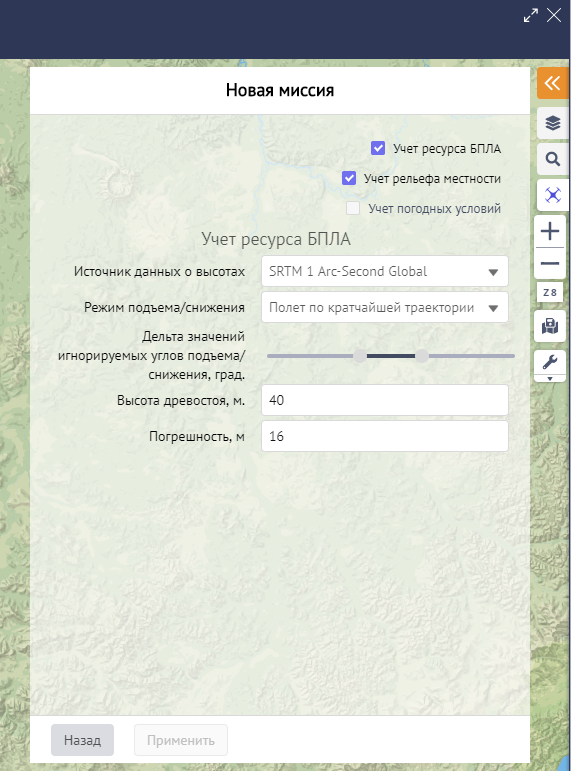 Новая миссия
Учет ресурса БПЛА
Учет рельефа местности
Учет погодных условий
Учет ресурса БПЛА
Источник данных о высотах
SRTM 1 Arc-Second Global
Режим подъема/снижения
Полет по кратчайшей траектории
Дельта значений
игнорируемых углов подъема/
снижения, град.
Высота древостоя, м.
40
Погрешность, м
16
Z 8
Назад
Применить